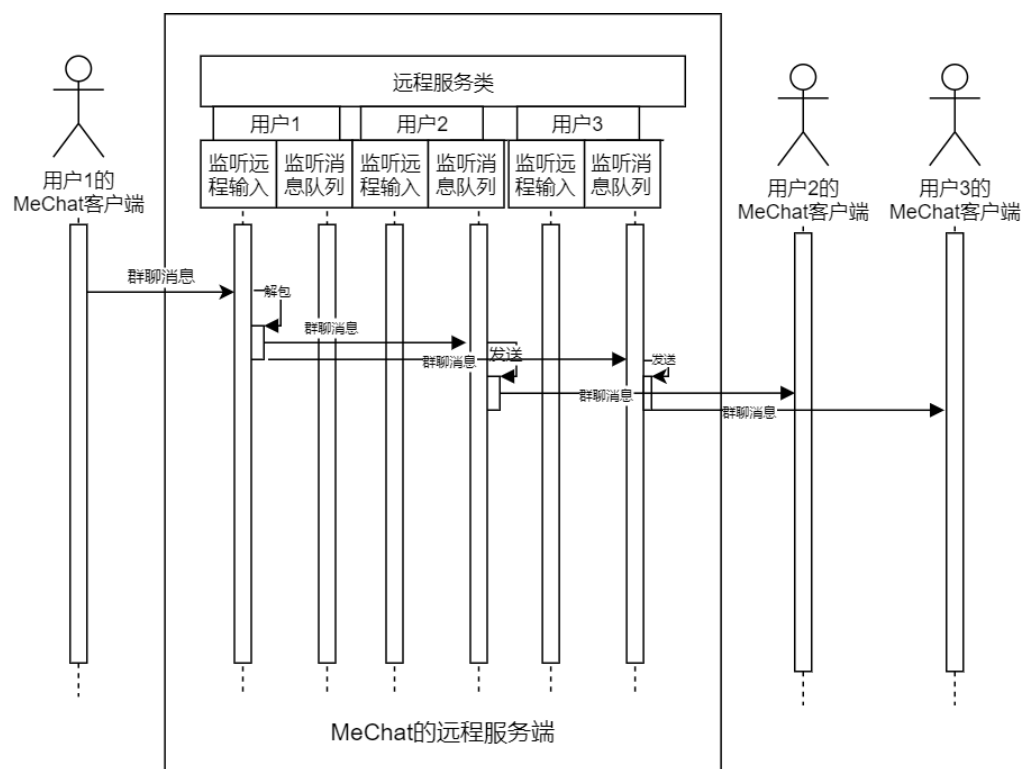 远程服务类
用户1
用户2
用户3
监听远
程输入
监听消
息队列
监听远
程输入
监听消
息队列
监听远
程输入
监听消
息队列
用户1的
MeChat客户端
用户2的
MeChat客户端
用户3的
MeChat客户端
群聊消息
解包
群聊消息
群聊消息
发送
发送
群聊消息
群聊消息
MeChat的远程服务端